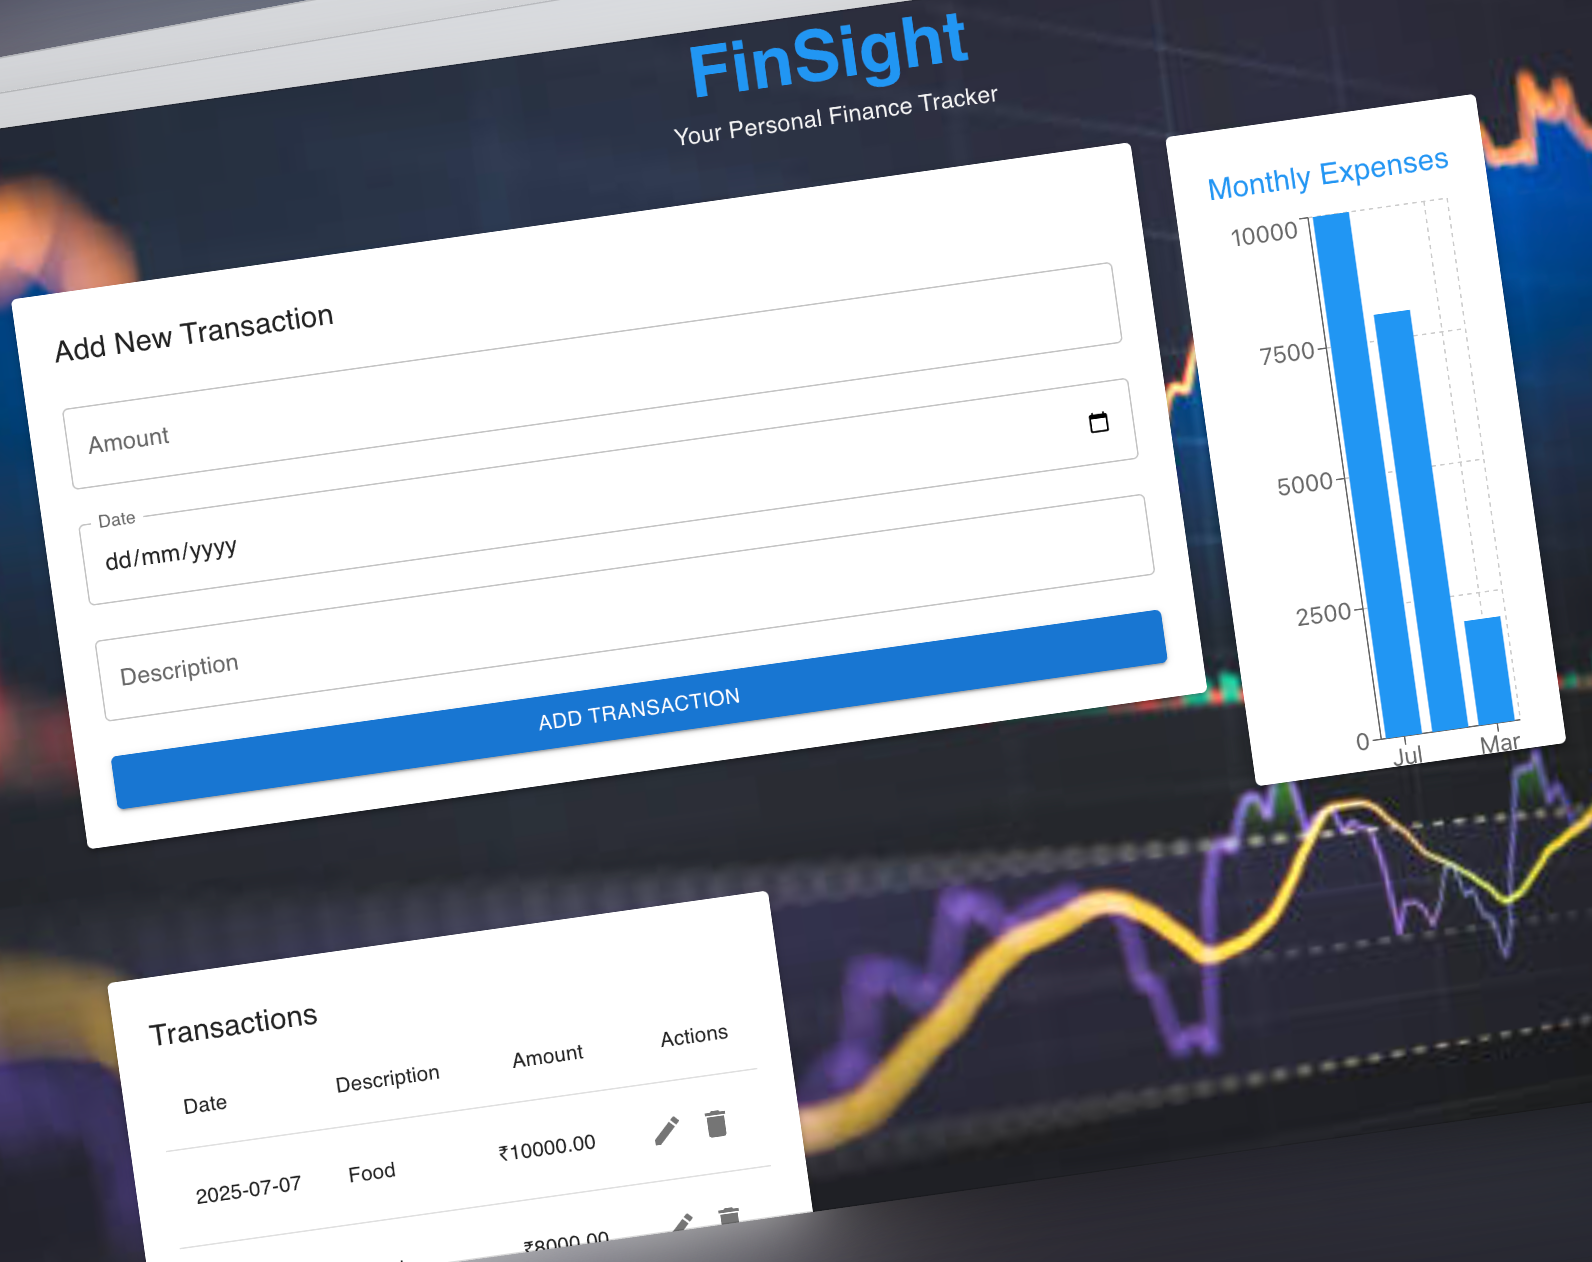 FinSight
Your Personal Finance Tracker
Add New Transaction
Amount
Date
dd/mm/yyyy
Description
ADD TRANSACTION
Monthly Expenses
10000
7500
5000
2500
0
Jul
Mar
Transactions
Date Description Amount Actions
2025-07-07 Food ₹10000.00
₹8000.00